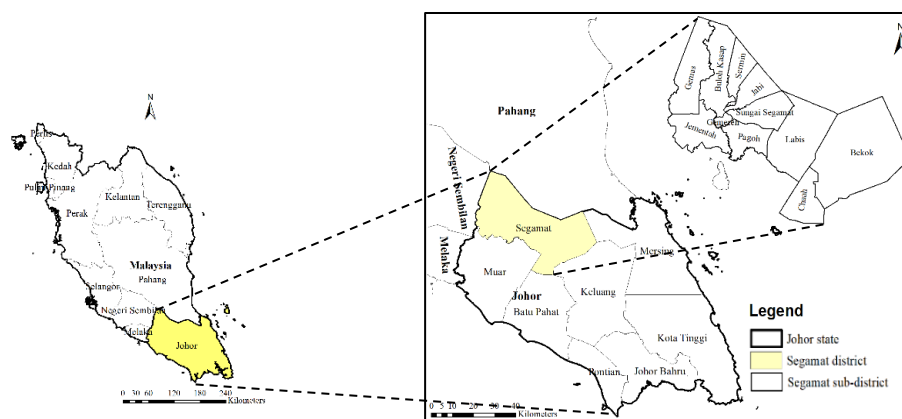 N
Perlis
Kedah
Pulau Pinang
Perak
Kelantan
Terengganu
Malaysia
Pahang
Selangor
Negeri Sembilan
Melaka
Johor
0 30 60 120 180 240
Kilometers
N
Pahang
Negeri Sembilan
Melaka
Segamat
Muar
Johor
Batu Pahat
Keluang
Mersing
Kota Tinggi
Pontian
Johor Bahru
0 5 10 20 30 40
Kilometers
Gemas
Buloh Kasap
Sermin
Jabi
Sungai Segamat
Gemereh
Jementah
Pagoh
Labis
Bekok
Chaah
Legend
Johor state
Segamat district
Segamat sub-district